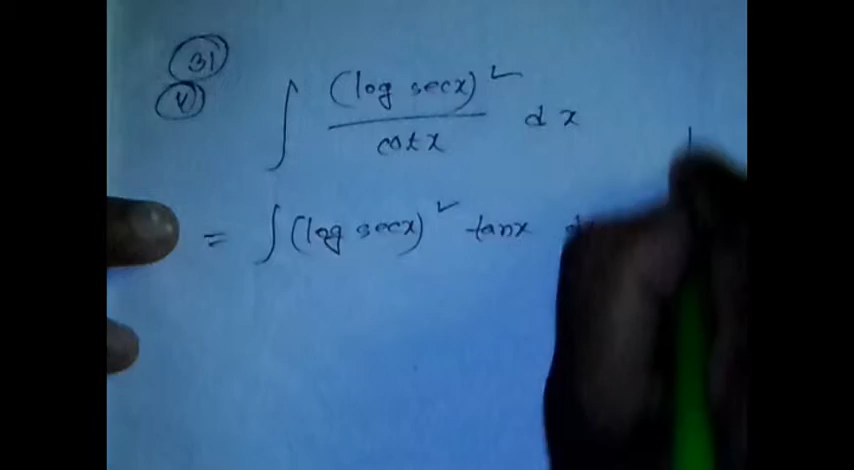 31
∫ (log secx)² / cotx dx
= ∫ (log secx)² tanx